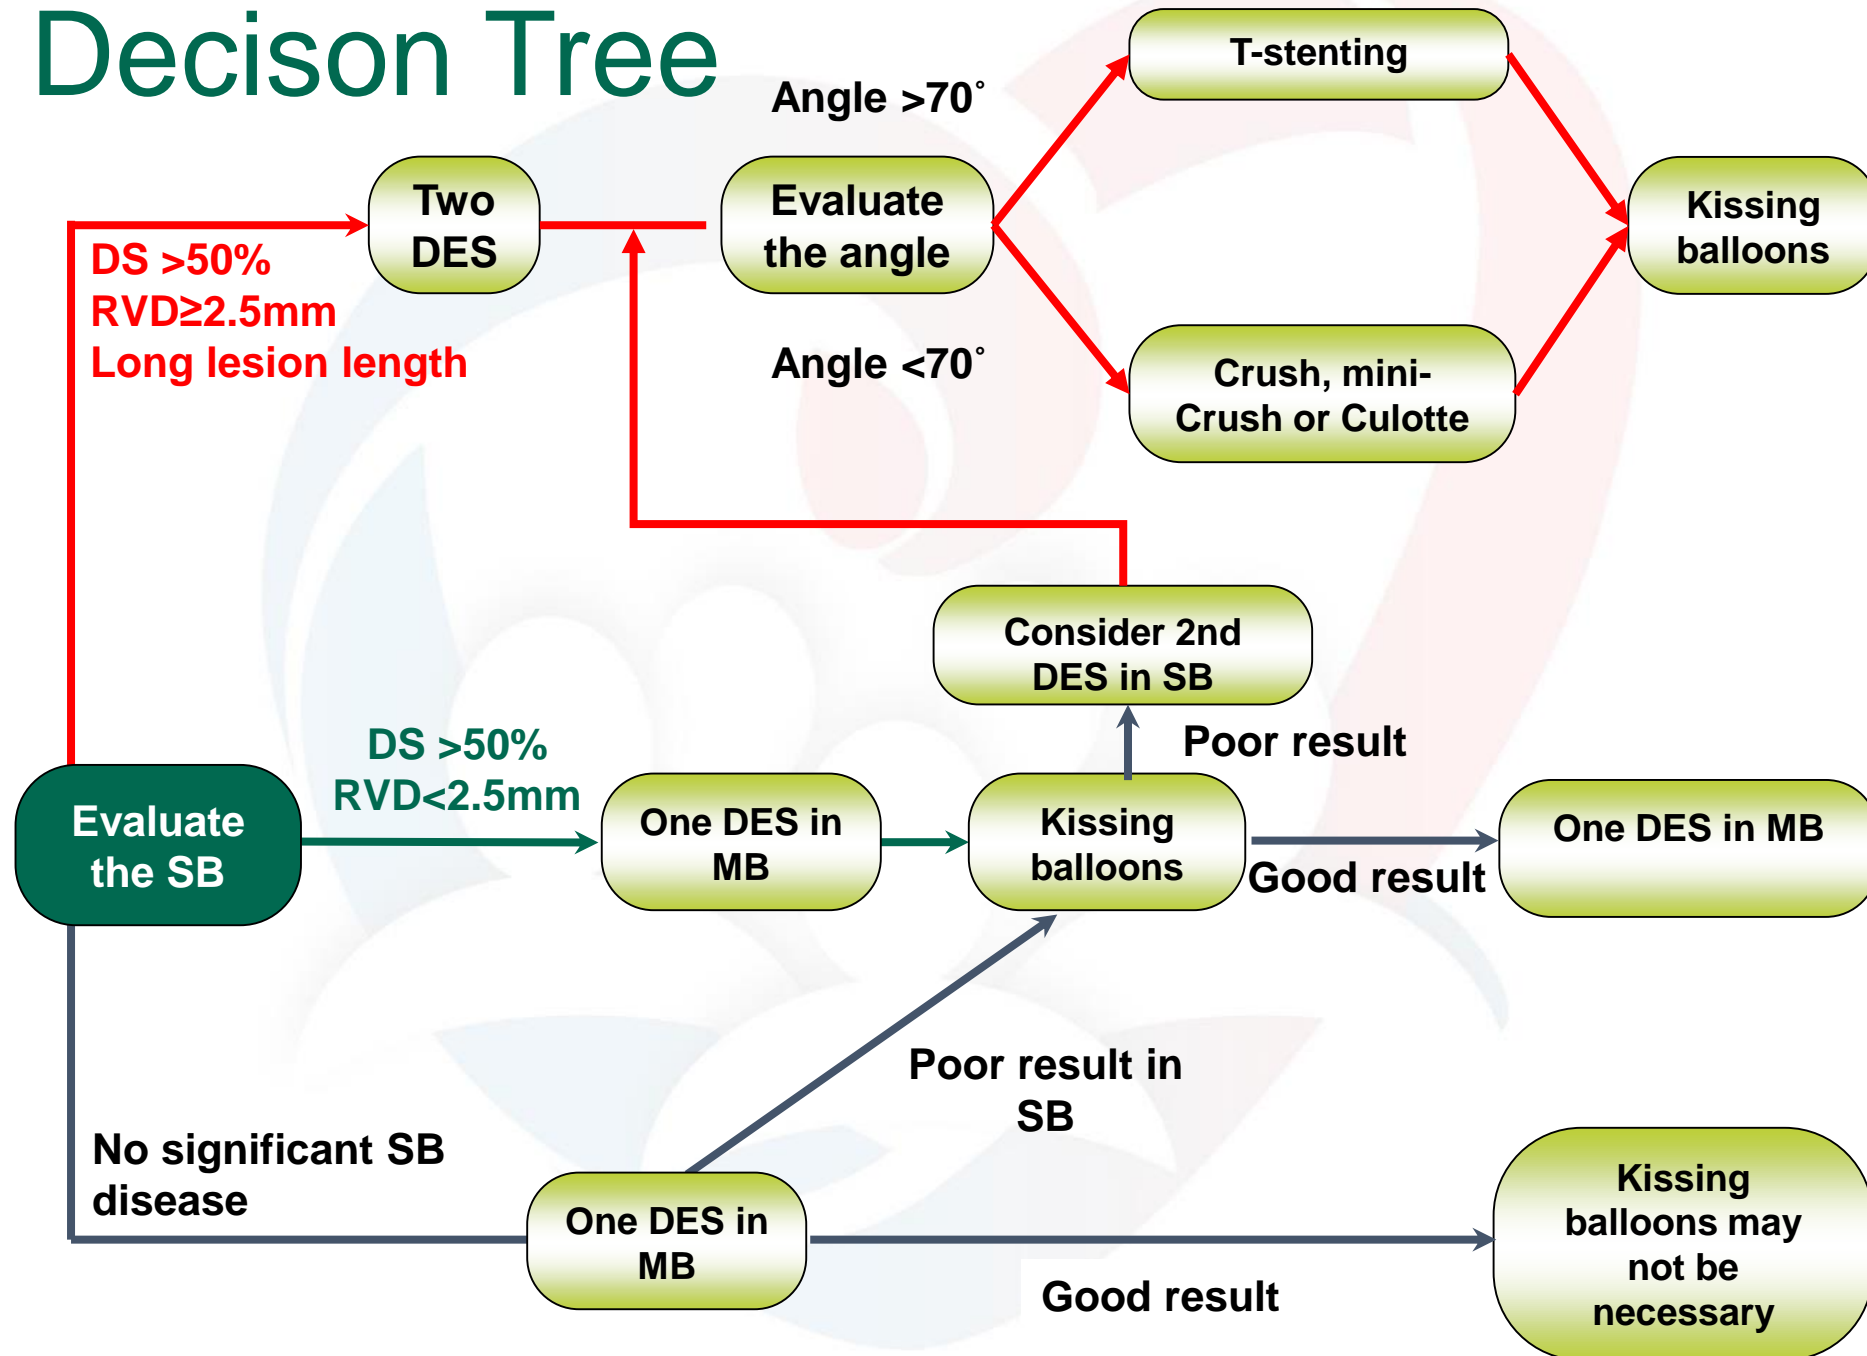 Decison Tree
Angle >70˚
T-stenting
Two
DES
Evaluate
the angle
Kissing
balloons
DS >50%
RVD≥2.5mm
Long lesion length
Angle <70˚
Crush, mini-
Crush or Culotte
Consider 2nd
DES in SB
Poor result
DS >50%
RVD<2.5mm
Evaluate
the SB
One DES in
MB
Kissing
balloons
Good result
One DES in MB
Poor result in
SB
No significant SB
disease
One DES in
MB
Good result
Kissing
balloons may
not be
necessary